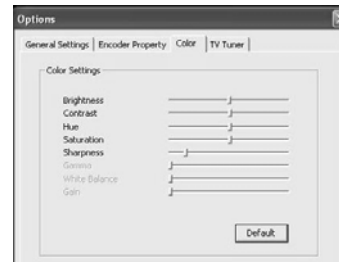 Options
General Settings Encoder Property Color TV Tuner
Color Settings
Brightness
Contrast
Hue
Saturation
Sharpness
Gamma
White Balance
Gain
Default